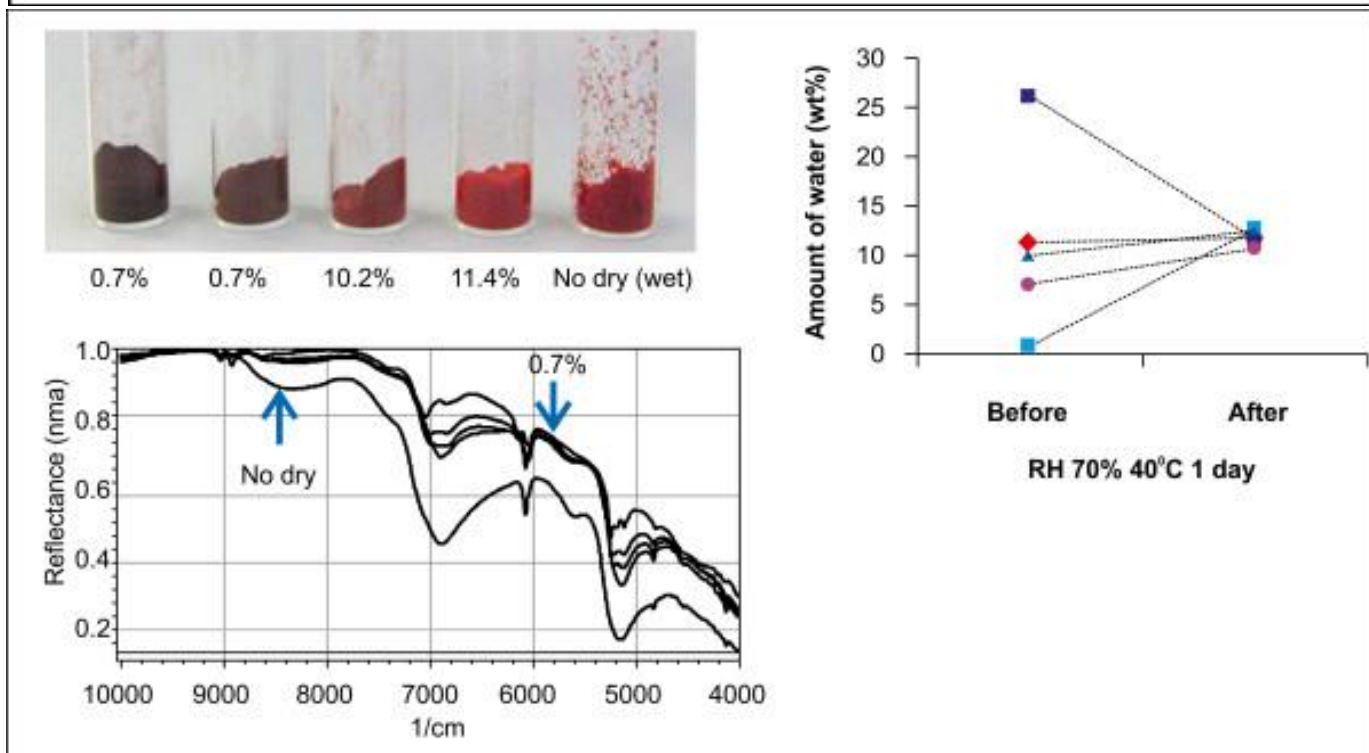 0.7% 0.7% 10.2% 11.4% No dry (wet)
Reflectance (nma)
1.0
0.8
0.6
0.4
0.2
0.7%
No dry
10000 9000 8000 7000 6000 5000 4000
1/cm
Amount of water (wt%)
30
25
20
15
10
5
0
Before After
RH 70% 40⁰C 1 day